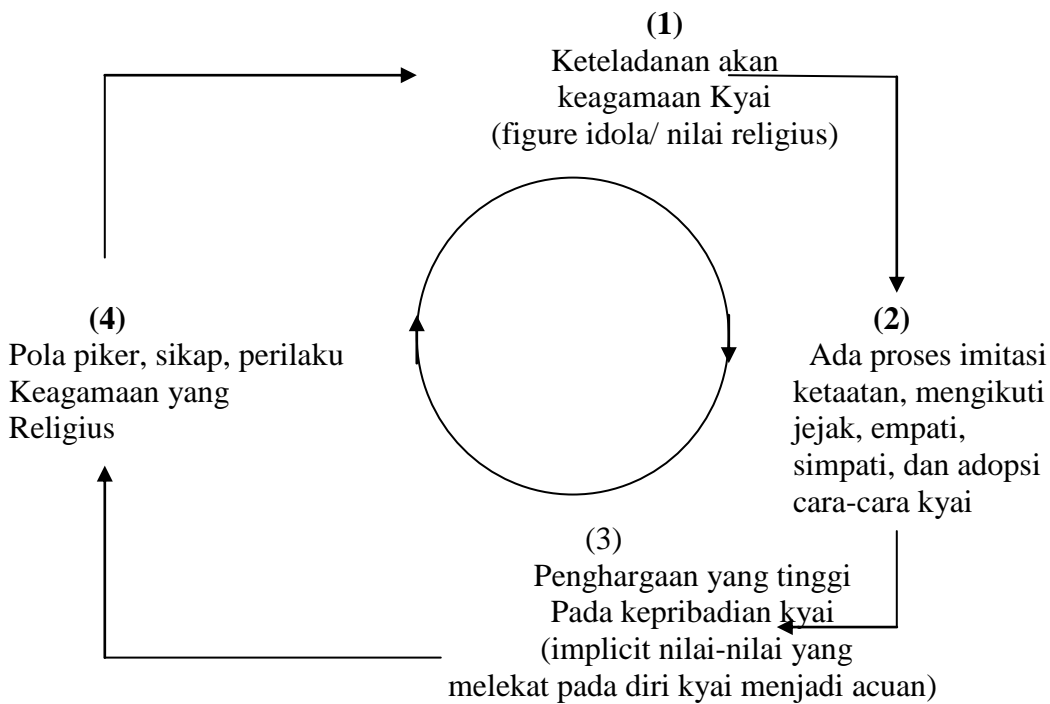 (1)
Keteladanan akan
keagamaan Kyai
(figure idola/ nilai religius)
(2)
Ada proses imitasi
ketaatan, mengikuti
jejak, empati,
simpati, dan adopsi
cara-cara kyai
(3)
Penghargaan yang tinggi
Pada kepribadian kyai
(implicit nilai-nilai yang
melekat pada diri kyai menjadi acuan)
(4)
Pola piker, sikap, perilaku
Keagamaan yang
Religius